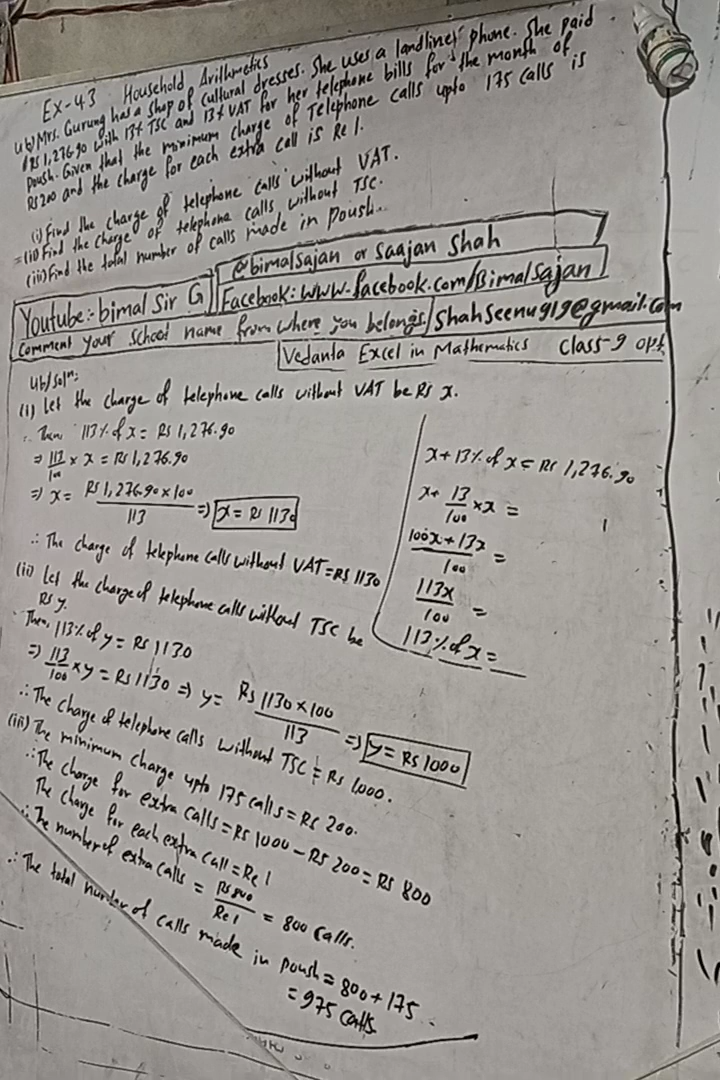 Ex-4.3 Household Arithmetics
4b) Mrs. Gurung has a shop of cultural dresses. She uses a landline phone. She paid
RS 1,276.90 with 13% TSC and 13% VAT for her telephone bills for the month of
Poush. Given that the minimum charge of Telephone calls upto 175 calls is
RS 200 and the charge for each extra call is Re 1.
(i) Find the charge of telephone calls without VAT.
(ii) Find the charge of telephone calls without TSC.
(iii) Find the total number of calls made in Poush.
@bimalsajan or Saajan Shah
Youtube:- bimal Sir G
Facebook: www.facebook.com/Bimalsajan
Comment your school name from where you belongs/Shahseenu919@gmail.com
Vedanta Excel in Mathematics Class-9 opt
4b/Soln:
(i) Let the charge of telephone calls without VAT be RS x.
∴ Then 113% of x = RS 1,276.90
⇒ 113/100 × x = RS 1,276.90
⇒ x = RS 1,276.90×100/113 ⇒ x = RS 1130
∴ The charge of telephone calls without VAT = RS 1130
x+13% of x = RS 1,276.90
x+ 13/100 × x =
100x+13x/100 =
113x/100 =
113% of x =
(ii) Let the charge of telephone calls without TSC be
RS y.
Then, 113% of y = RS 1130
⇒ 113/100 × y = RS 1130 ⇒ y = RS 1130×100/113 ⇒ y = RS 1000
∴ The charge of telephone calls without TSC = RS 1000.
(iii) The minimum charge upto 175 calls = RS 200.
∴ The charge for extra calls = RS 1000 – RS 200 = RS 800
The charge for each extra call = Re 1
∴ The number of extra calls = RS 800/Re 1 = 800 calls.
∴ The total number of calls made in Poush = 800 + 175
= 975 calls